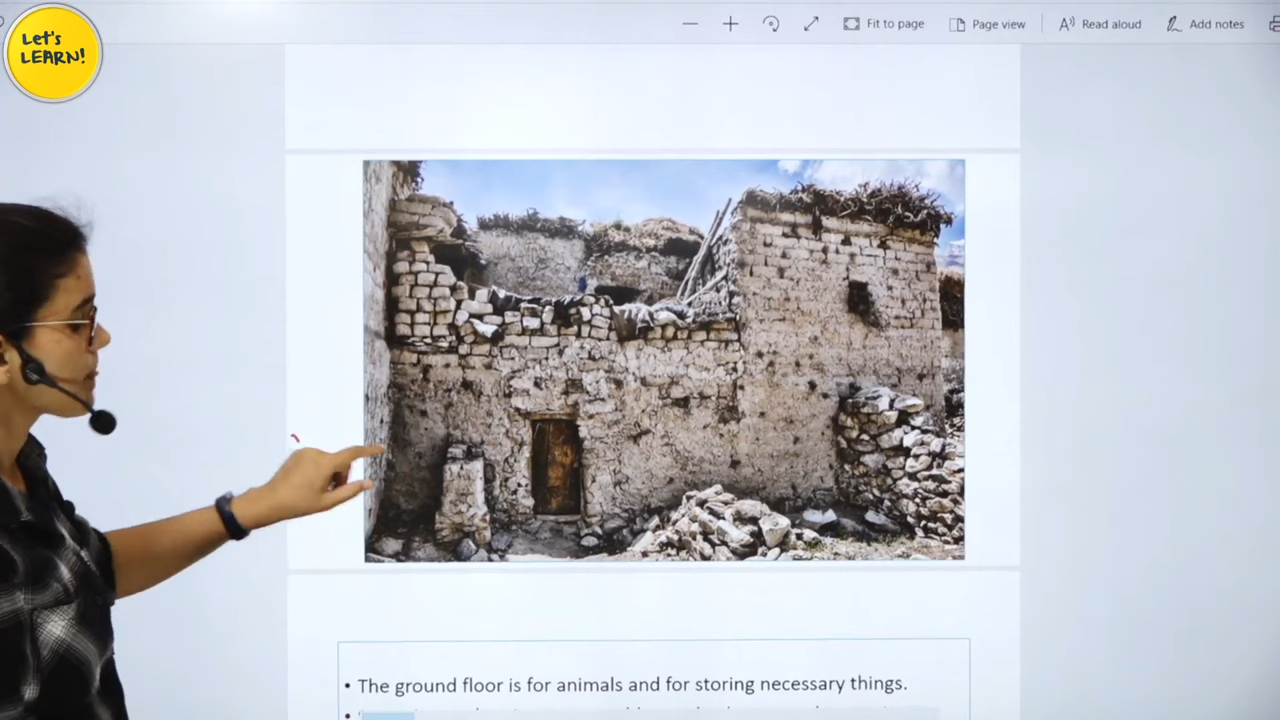 Let's
LEARN!
Fit to page
Page view
Read aloud
Add notes
• The ground floor is for animals and for storing necessary things.